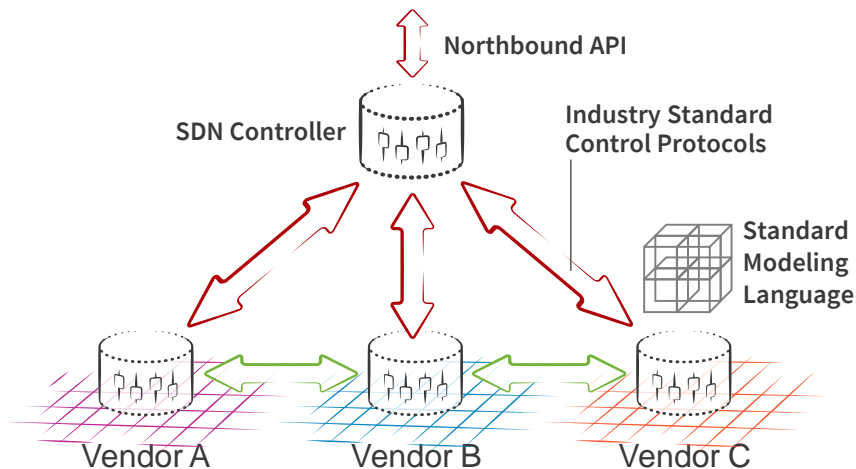 Northbound API
SDN Controller
Industry Standard
Control Protocols
Standard
Modeling
Language
Vendor A
Vendor B
Vendor C